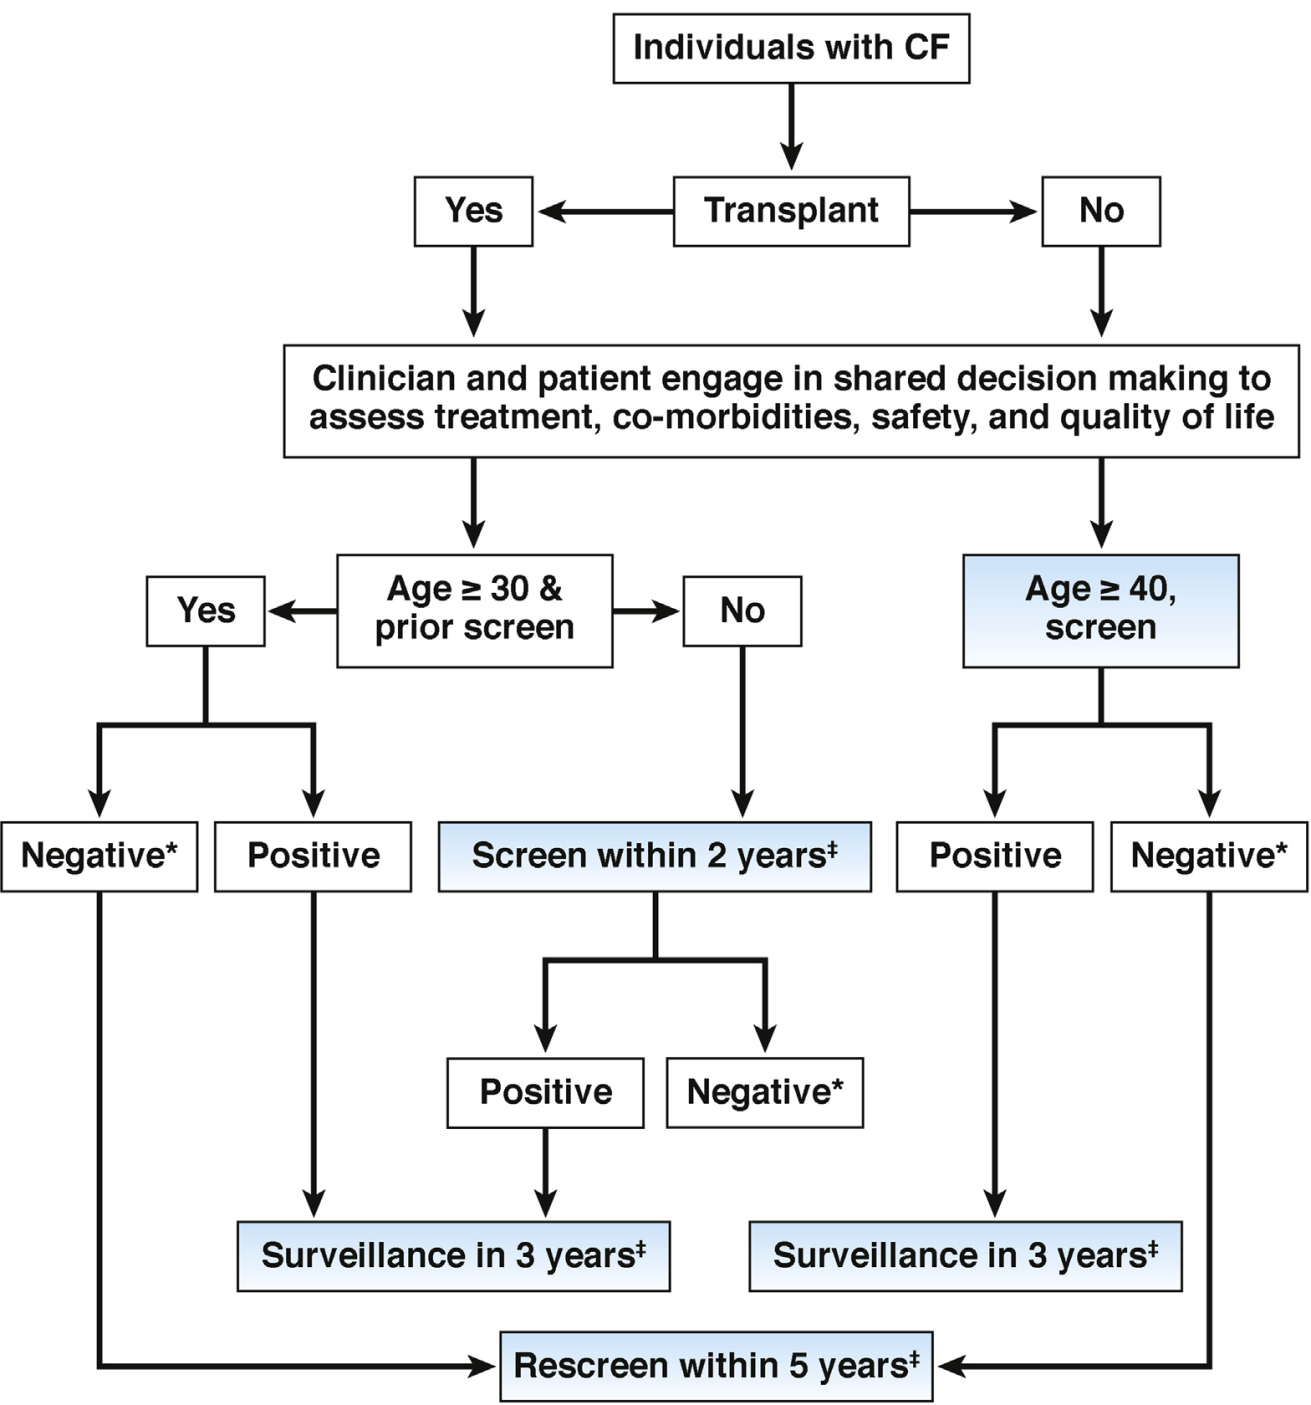 Individuals with CF
Yes
Transplant
No
Clinician and patient engage in shared decision making to
assess treatment, co-morbidities, safety, and quality of life
Yes
Age ≥ 30 &
prior screen
No
Age ≥ 40,
screen
Negative*
Positive
Screen within 2 years‡
Positive
Negative*
Positive
Negative*
Surveillance in 3 years‡
Surveillance in 3 years‡
Rescreen within 5 years‡